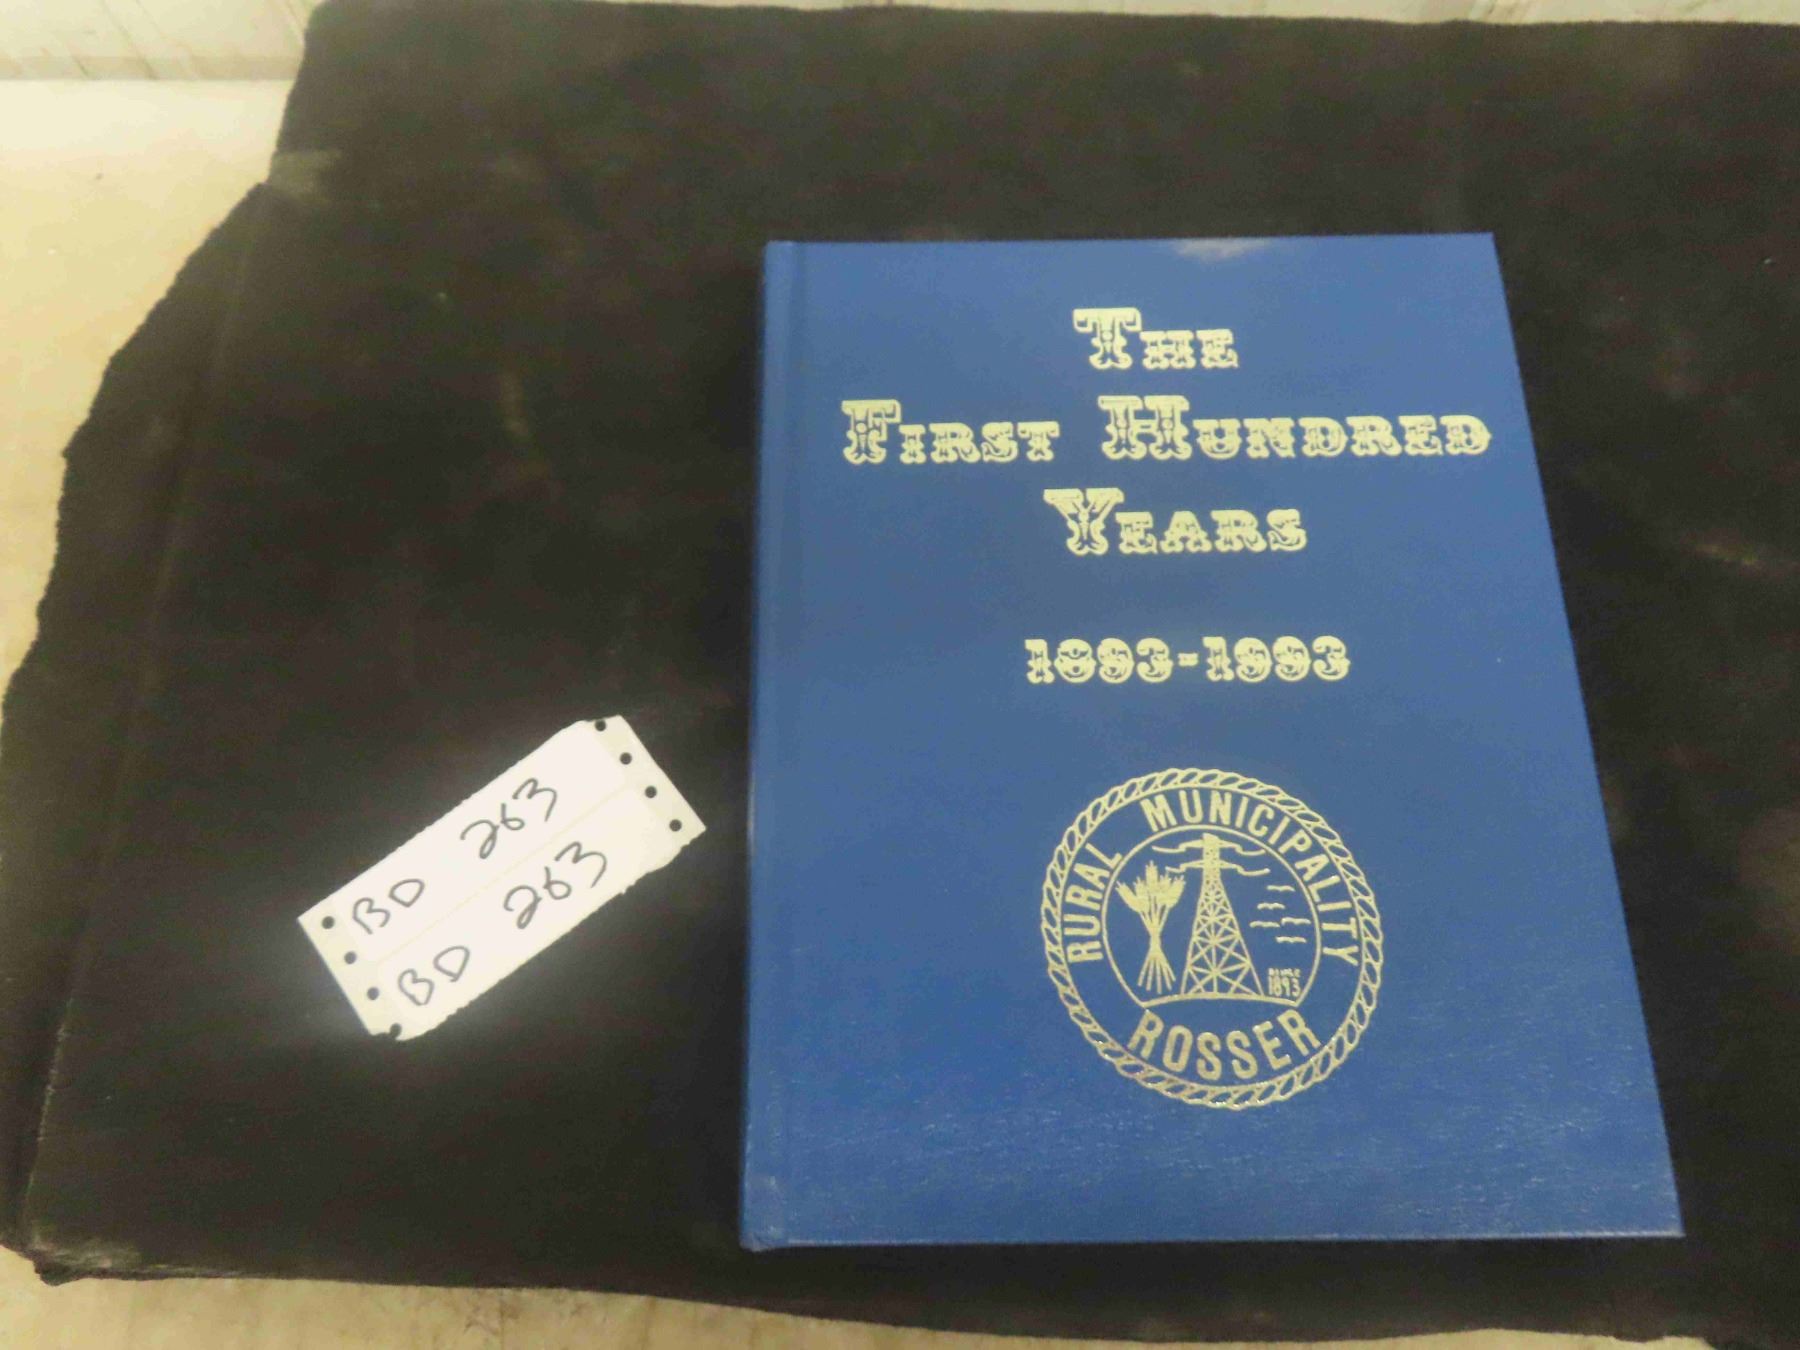 THE
FIRST HUNDRED
YEARS
1893-1993
RURAL MUNICIPALITY
1893
ROSSER
BD 263
BD 263